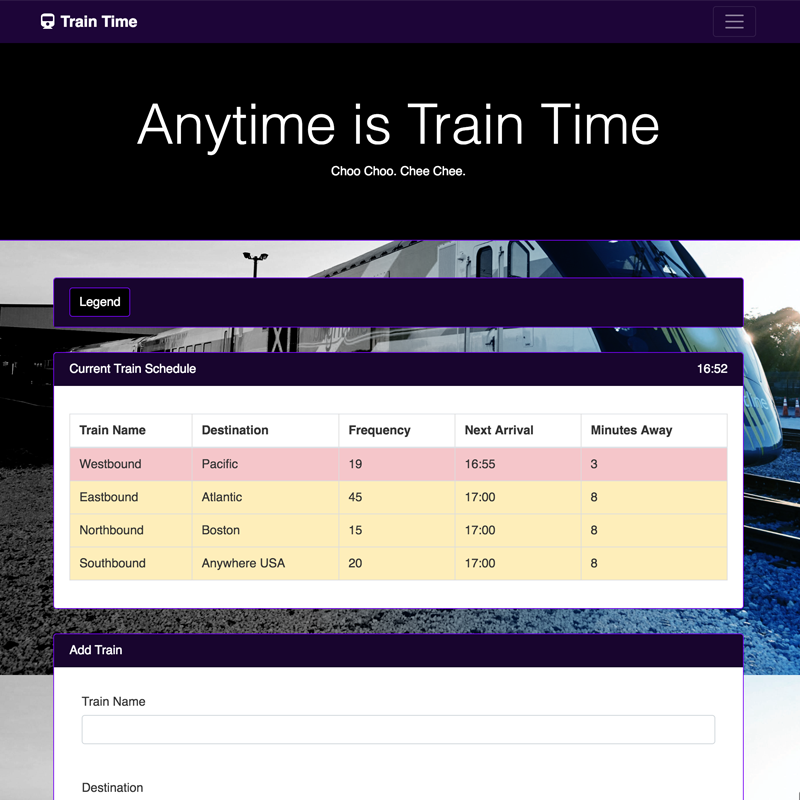 Train Time
Anytime is Train Time
Choo Choo. Chee Chee.
Legend
Current Train Schedule 16:52
Train Name Destination Frequency Next Arrival Minutes Away
Westbound Pacific 19 16:55 3
Eastbound Atlantic 45 17:00 8
Northbound Boston 15 17:00 8
Southbound Anywhere USA 20 17:00 8
Add Train
Train Name
Destination